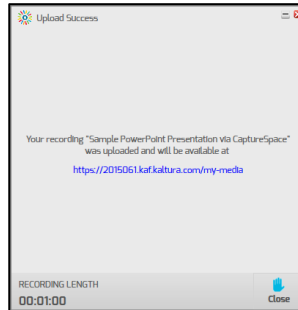 Upload Success
Your recording "Sample PowerPoint Presentation via CaptureSpace"
was uploaded and will be available at
https://2015061.kaf.kaltura.com/my-media
RECORDING LENGTH
00:01:00
Close